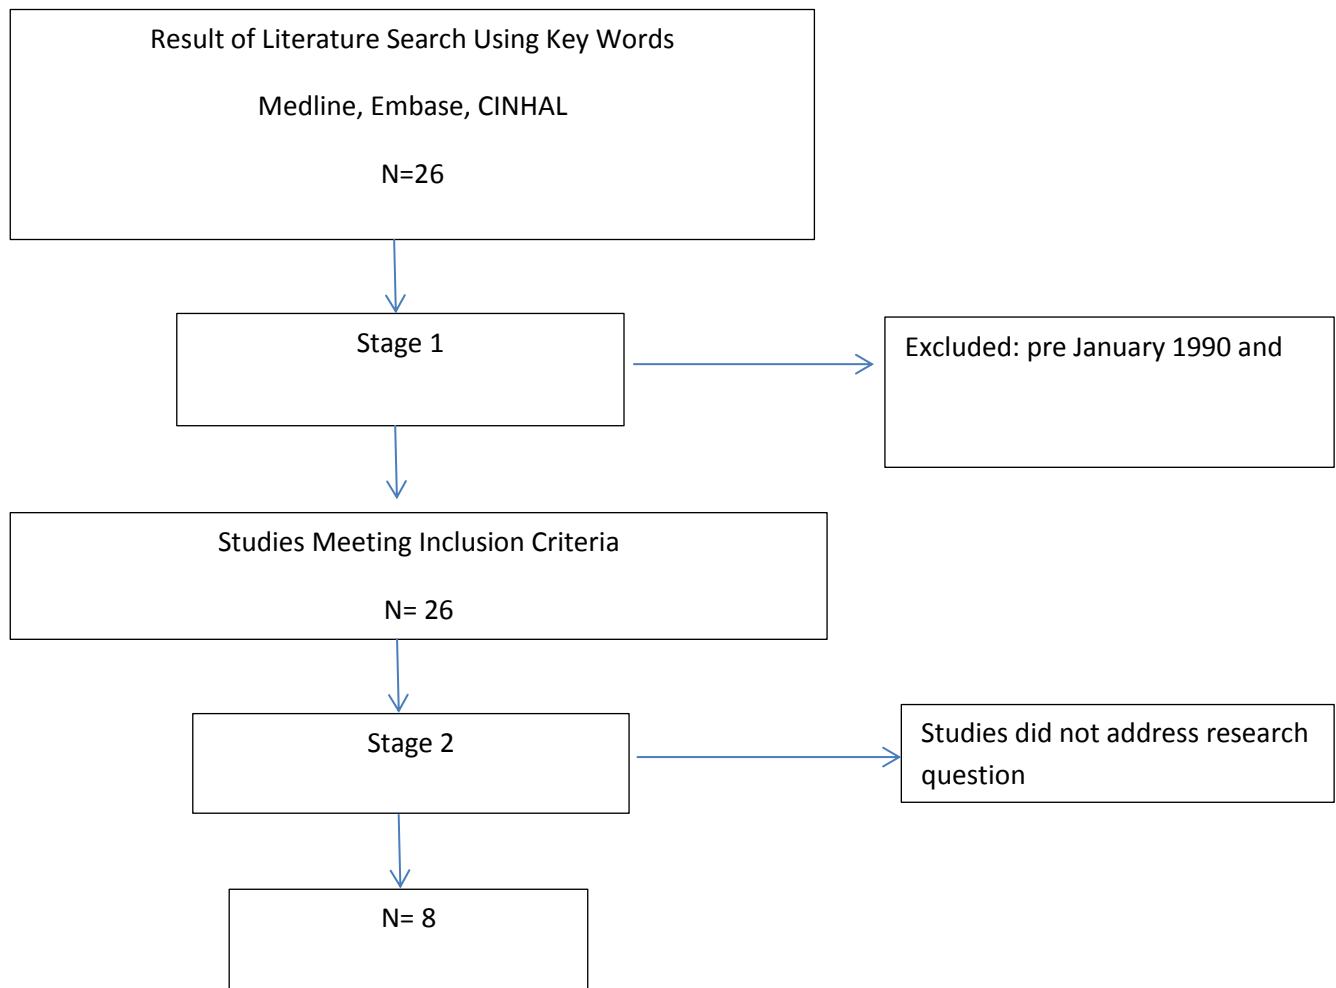 Result of Literature Search Using Key Words
Medline, Embase, CINHAL
N=26
Stage 1
Excluded: pre January 1990 and
Studies Meeting Inclusion Criteria
N= 26
Stage 2
Studies did not address research
question
N= 8